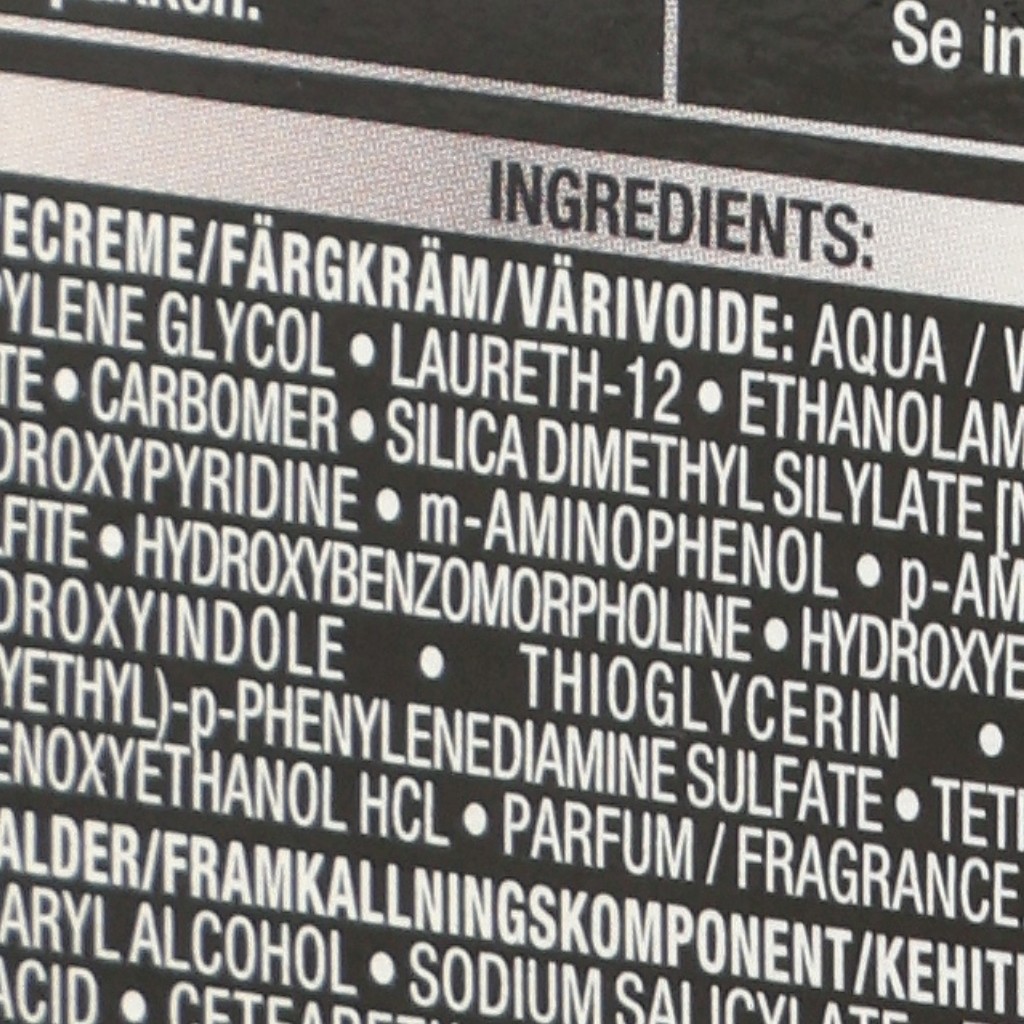 Se in
INGREDIENTS:
ECREME/FÄRGKRÄM/VÄRIVOIDE: AQUA /
PYLENE GLYCOL • LAURETH-12 • ETHANOLAM
TE • CARBOMER • SILICA DIMETHYL SILYLATE [N
DROXYPYRIDINE • m-AMINOPHENOL • p-AM
LFITE • HYDROXYBENZOMORPHOLINE • HYDROXYE
DROXYINDOLE • THIOGLYCERIN •
YETHYL)-p-PHENYLENEDIAMINE SULFATE • TET
ENOXYETHANOL HCL • PARFUM / FRAGRANCE
ALDER/FRAMKALLNINGSKOMPONENT/KEHIT
ARYL ALCOHOL • SODIUM SALICYLATE
ACID •